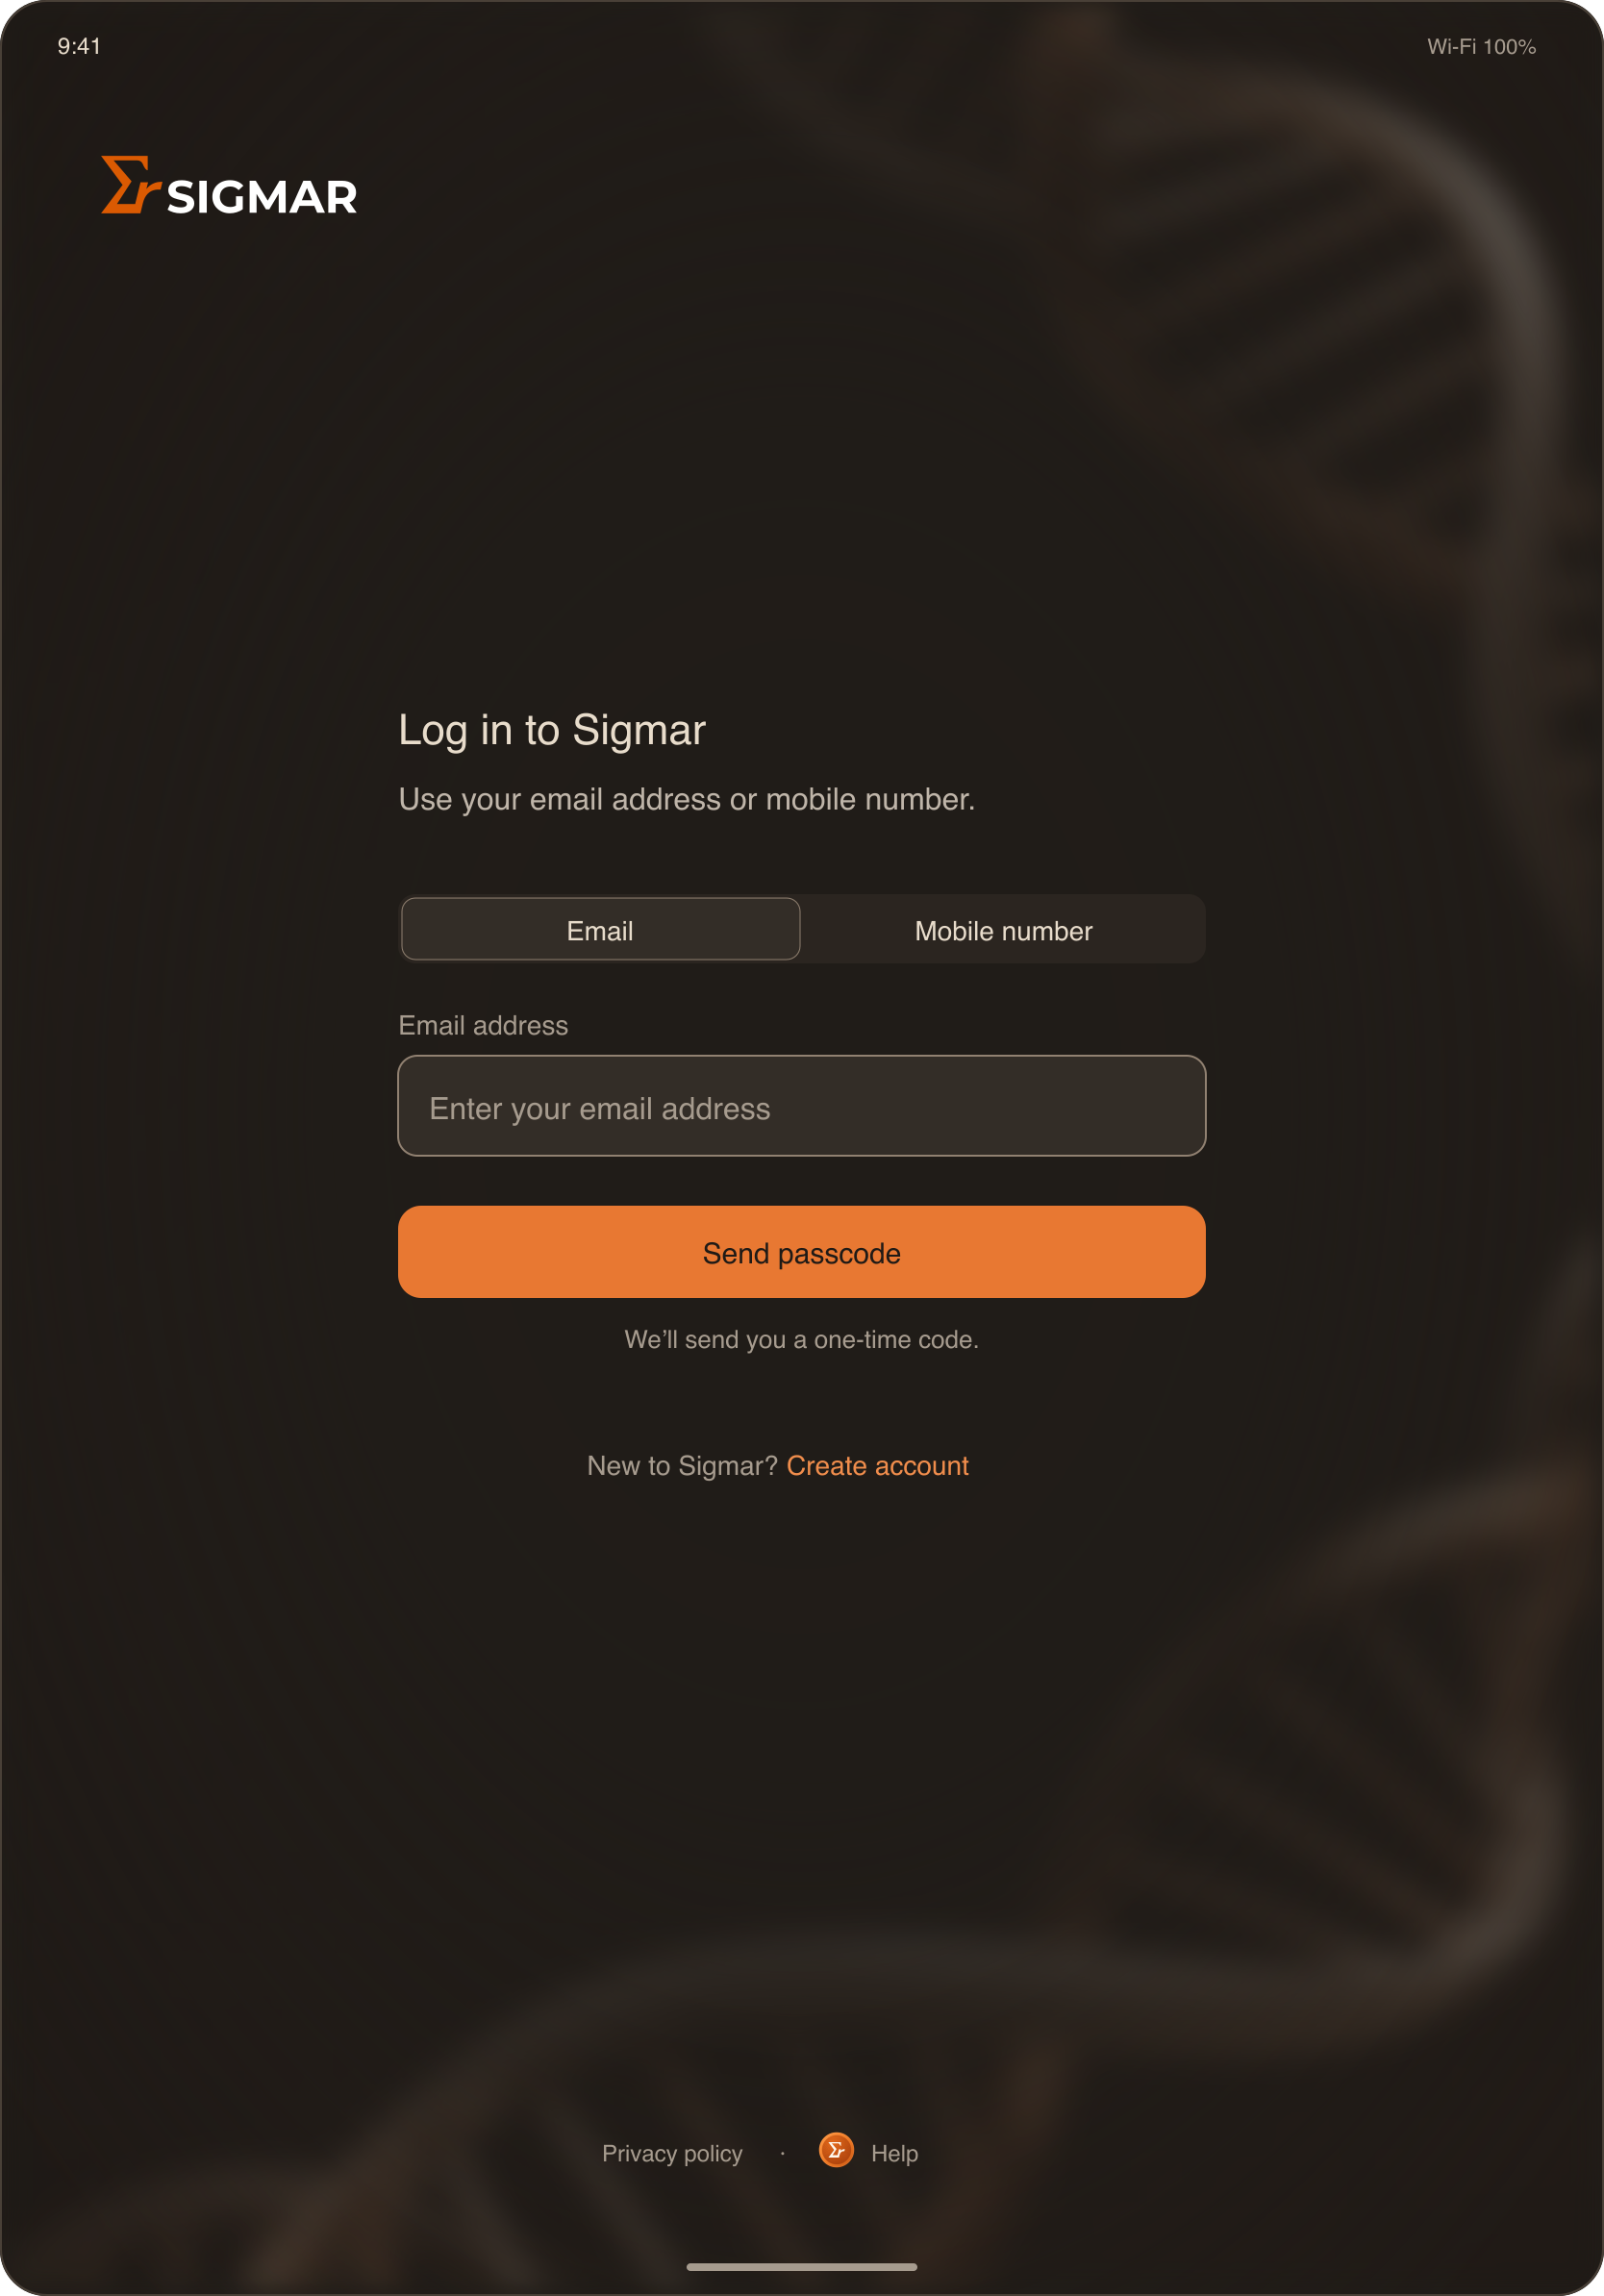 9:41
Wi-Fi 100%
Σr SIGMAR
Log in to Sigmar
Use your email address or mobile number.
Email
Mobile number
Email address
Enter your email address
Send passcode
We’ll send you a one-time code.
New to Sigmar? Create account
Privacy policy · Σr Help